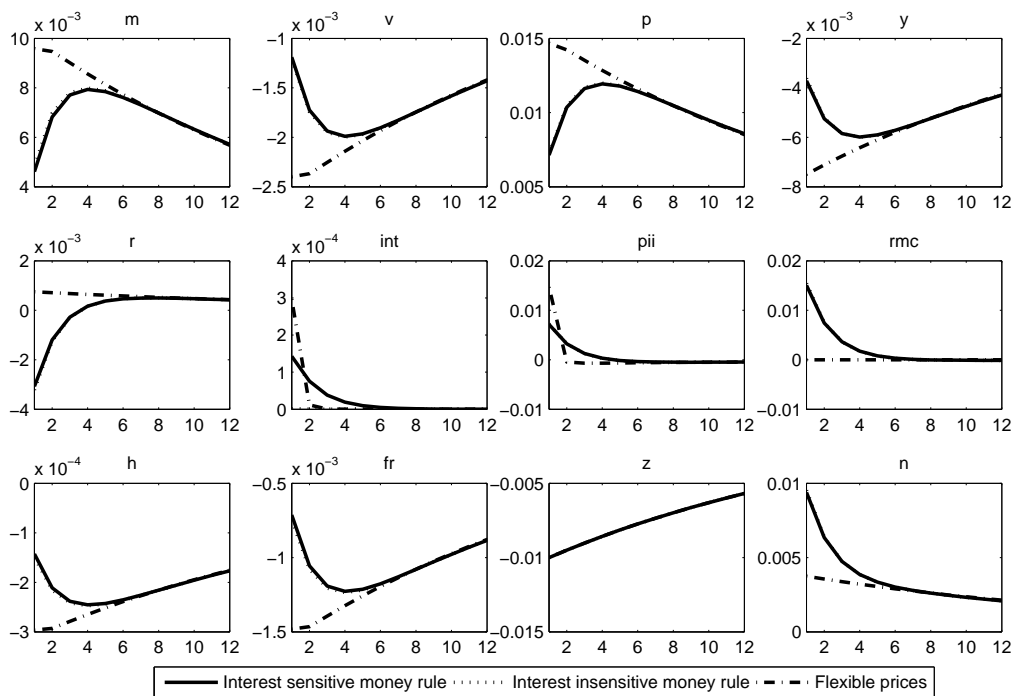 x 10⁻³ m
10
8
6
4
2 4 6 8 10 12
x 10⁻³ v
−1
−1.5
−2
−2.5
2 4 6 8 10 12
p
0.015
0.01
0.005
2 4 6 8 10 12
x 10⁻³ y
−2
−4
−6
−8
2 4 6 8 10 12
x 10⁻³ r
2
0
−2
−4
2 4 6 8 10 12
x 10⁻⁴ int
4
3
2
1
0
2 4 6 8 10 12
pii
0.02
0.01
0
−0.01
2 4 6 8 10 12
rmc
0.02
0.01
0
−0.01
2 4 6 8 10 12
x 10⁻⁴ h
0
−1
−2
−3
2 4 6 8 10 12
x 10⁻³ fr
−0.5
−1
−1.5
2 4 6 8 10 12
z
−0.005
−0.01
−0.015
2 4 6 8 10 12
n
0.01
0.005
0
2 4 6 8 10 12
Interest sensitive money rule Interest insensitive money rule Flexible prices